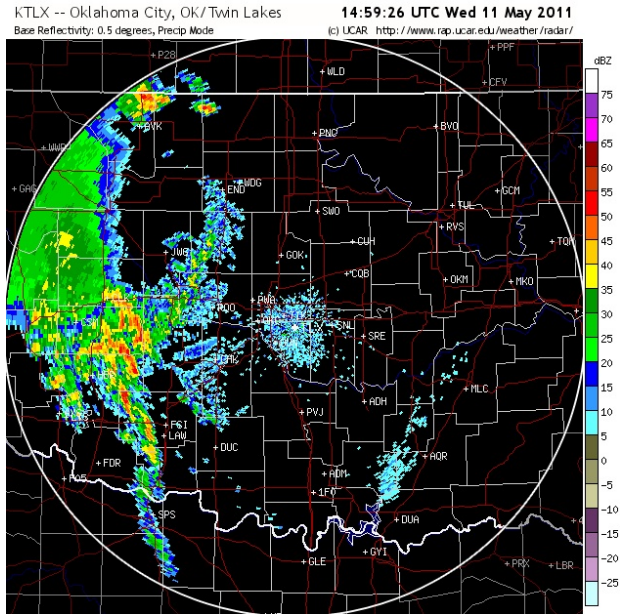 KTLX -- Oklahoma City, OK/Twin Lakes
14:59:26 UTC Wed 11 May 2011
Base Reflectivity: 0.5 degrees, Precip Mode
(c) UCAR http://www.rap.ucar.edu/weather/radar/
dBZ
75
70
65
60
55
50
45
40
35
30
25
20
15
10
5
0
-5
-10
-15
-20
-25
+P28
+PPF
+WLD
+CFV
+AVK
+PNC
+BVO
+WWR
+GAG
+END
+WDG
+GCM
+SWO
+TUL
+RVS
+CUH
+TQH
+JWG
+GOK
+CQB
+OKM
+MKO
+RQO
+PWA
+SNL
+SRE
+CHK
+MLC
+ADH
+PVJ
+FSI
+LAW
+DUC
+AQR
+FDR
+ADM
+1F0
+SPS
+DUA
+GYI
+GLE
+PRX
+LBR